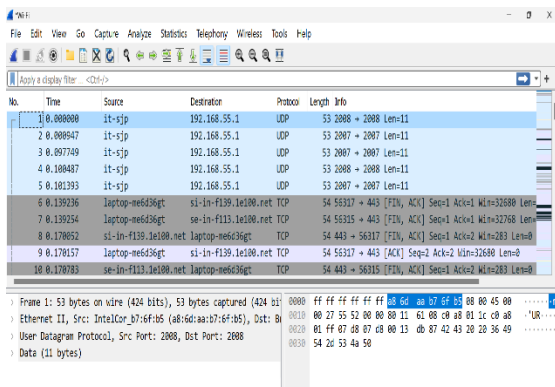 *Wi-Fi
File Edit View Go Capture Analyze Statistics Telephony Wireless Tools Help
Apply a display filter ... <Ctrl-/>
No. Time Source Destination Protocol Length Info
1 0.000000 it-sjp 192.168.55.1 UDP 53 2008 → 2008 Len=11
2 0.000947 it-sjp 192.168.55.1 UDP 53 2007 → 2007 Len=11
3 0.097749 it-sjp 192.168.55.1 UDP 53 2007 → 2007 Len=11
4 0.100487 it-sjp 192.168.55.1 UDP 53 2008 → 2008 Len=11
5 0.101393 it-sjp 192.168.55.1 UDP 53 2007 → 2007 Len=11
6 0.139236 laptop-me6d36gt si-in-f139.1e100.net TCP 54 56317 → 443 [FIN, ACK] Seq=1 Ack=1 Win=32680 Len=
7 0.139254 laptop-me6d36gt se-in-f113.1e100.net TCP 54 56315 → 443 [FIN, ACK] Seq=1 Ack=1 Win=32768 Len=
8 0.170052 si-in-f139.1e100.net laptop-me6d36gt TCP 54 443 → 56317 [FIN, ACK] Seq=1 Ack=2 Win=283 Len=0
9 0.170157 laptop-me6d36gt si-in-f139.1e100.net TCP 54 56317 → 443 [ACK] Seq=2 Ack=2 Win=32680 Len=0
10 0.170783 se-in-f113.1e100.net laptop-me6d36gt TCP 54 443 → 56315 [FIN, ACK] Seq=1 Ack=2 Win=283 Len=0
Frame 1: 53 bytes on wire (424 bits), 53 bytes captured (424 bi
Ethernet II, Src: IntelCor_b7:6f:b5 (a8:6d:aa:b7:6f:b5), Dst: B
User Datagram Protocol, Src Port: 2008, Dst Port: 2008
Data (11 bytes)
0000 ff ff ff ff ff ff a8 6d aa b7 6f b5 08 00 45 00
0010 00 27 55 52 00 00 80 11 61 08 c0 a8 01 1c c0 a8 ·'UR
0020 01 ff 07 d8 07 d8 00 13 db 87 42 43 20 20 36 49
0030 54 2d 53 4a 50